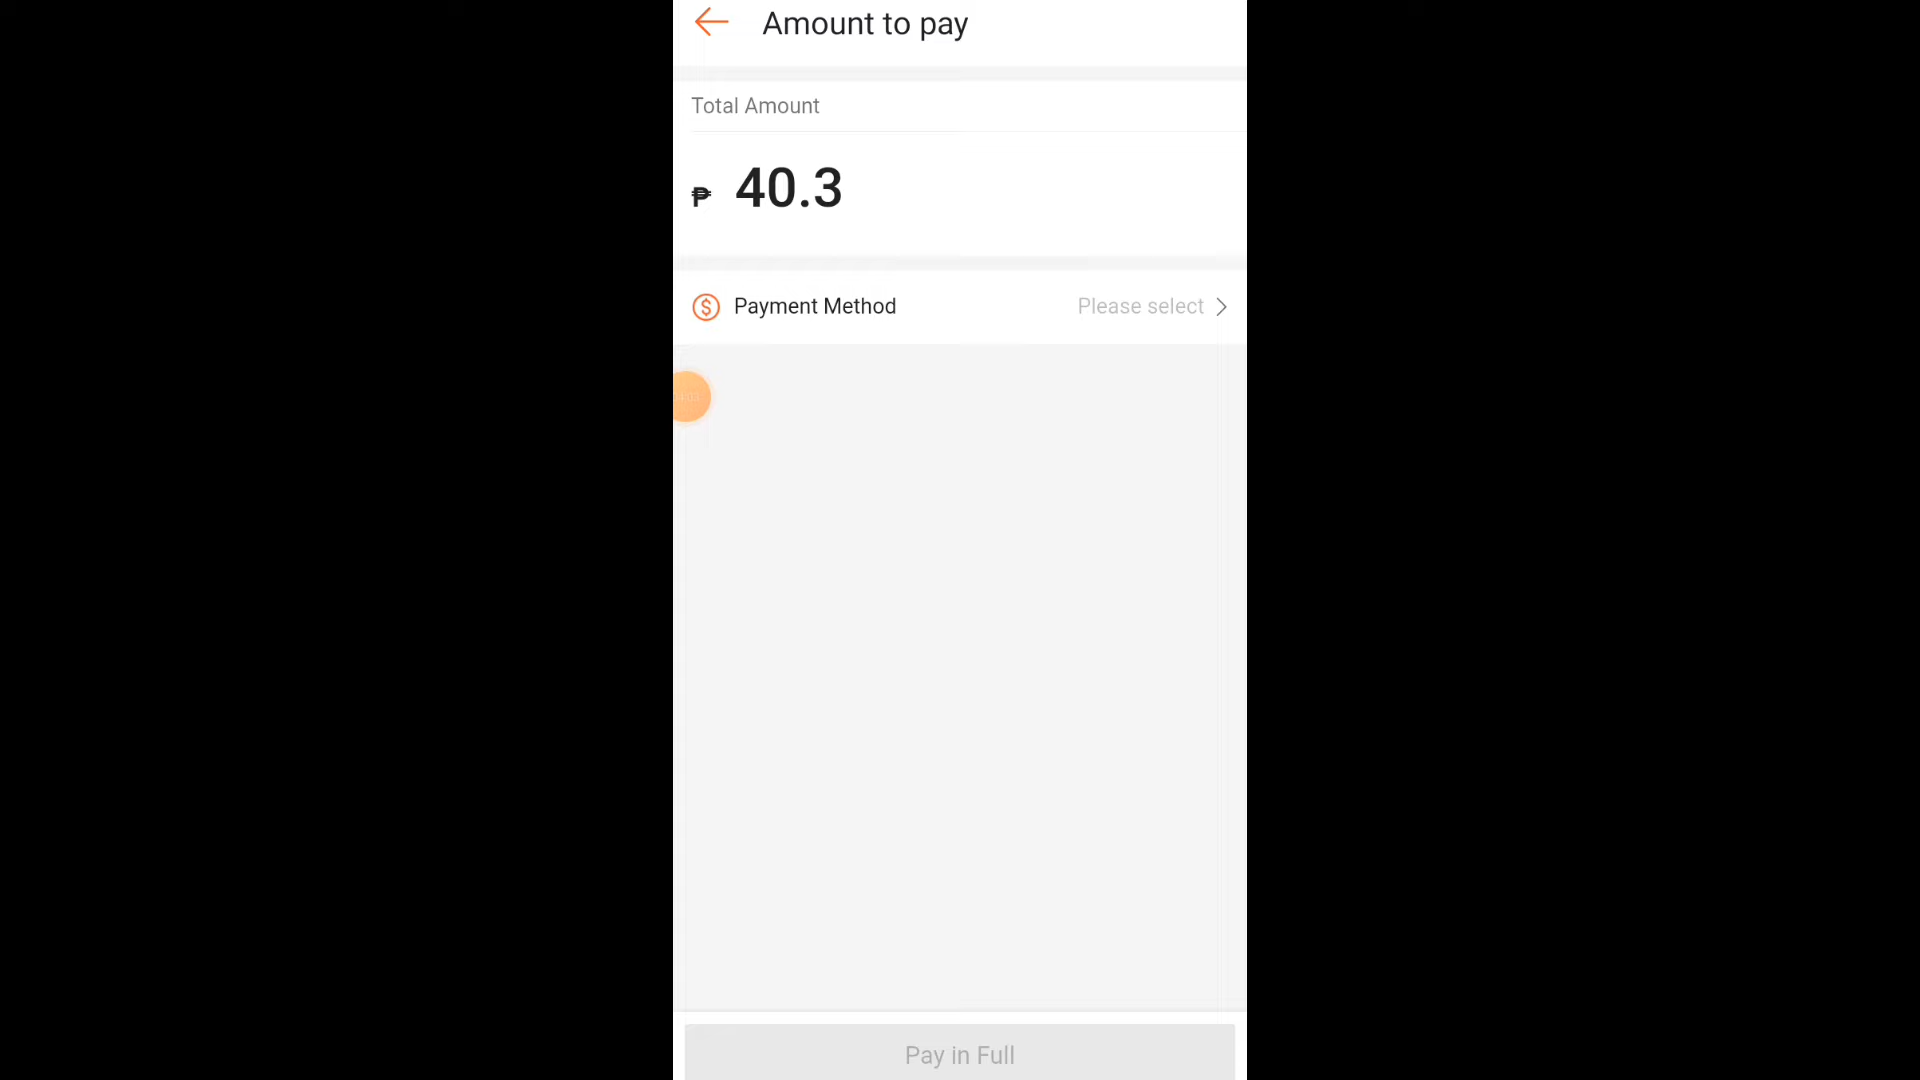 Amount to pay
Total Amount
₱ 40.3
Payment Method Please select
Pay in Full